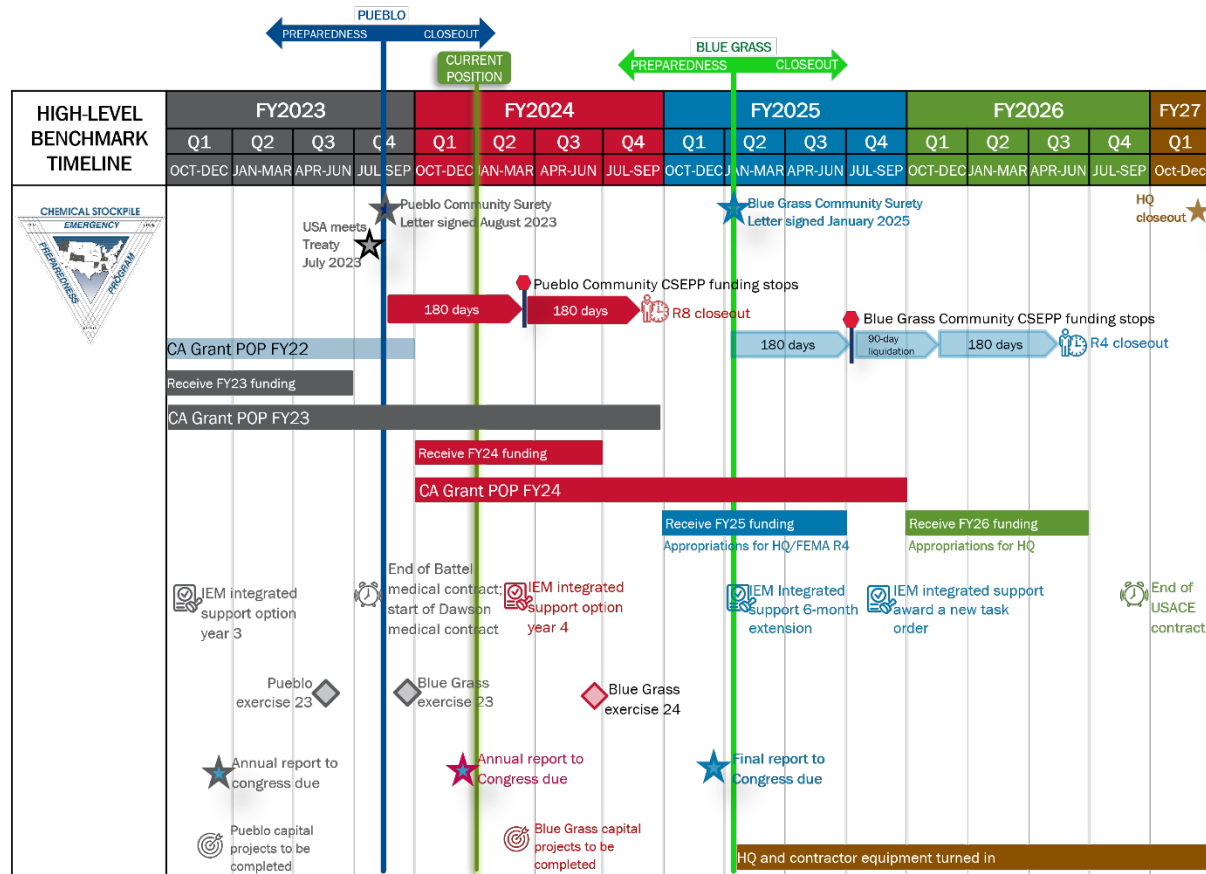 PUEBLO
PREPAREDNESS CLOSEOUT
CURRENT
POSITION
BLUE GRASS
PREPAREDNESS CLOSEOUT
HIGH-LEVEL
BENCHMARK
TIMELINE
FY2023 FY2024 FY2025 FY2026 FY27
Q1 Q2 Q3 Q4 Q1 Q2 Q3 Q4 Q1 Q2 Q3 Q4 Q1 Q2 Q3 Q4 Q1
OCT-DEC JAN-MAR APR-JUN JUL-SEP OCT-DEC JAN-MAR APR-JUN JUL-SEP OCT-DEC JAN-MAR APR-JUN JUL-SEP OCT-DEC JAN-MAR APR-JUN JUL-SEP Oct-Dec
CHEMICAL STOCKPILE
EMERGENCY
PREPAREDNESS
PROGRAM
Pueblo Community Surety
Letter signed August 2023
USA meets
Treaty
July 2023
Blue Grass Community Surety
Letter signed January 2025
HQ
closeout
Pueblo Community CSEPP funding stops
180 days
180 days
R8 closeout
Blue Grass Community CSEPP funding stops
180 days
90-day
liquidation
180 days
R4 closeout
CA Grant POP FY22
Receive FY23 funding
CA Grant POP FY23
Receive FY24 funding
CA Grant POP FY24
Receive FY25 funding
Appropriations for HQ/FEMA R4
Receive FY26 funding
Appropriations for HQ
IEM integrated
support option
year 3
End of Battel
medical contract;
start of Dawson
medical contract
IEM integrated
support option
year 4
IEM Integrated
support 6-month
extension
IEM integrated support
award a new task
order
End of
USACE
contract
Pueblo
exercise 23
Blue Grass
exercise 23
Blue Grass
exercise 24
Annual report to
congress due
Annual report to
Congress due
Final report to
Congress due
Pueblo capital
projects to be
completed
Blue Grass capital
projects to be
completed
HQ and contractor equipment turned in